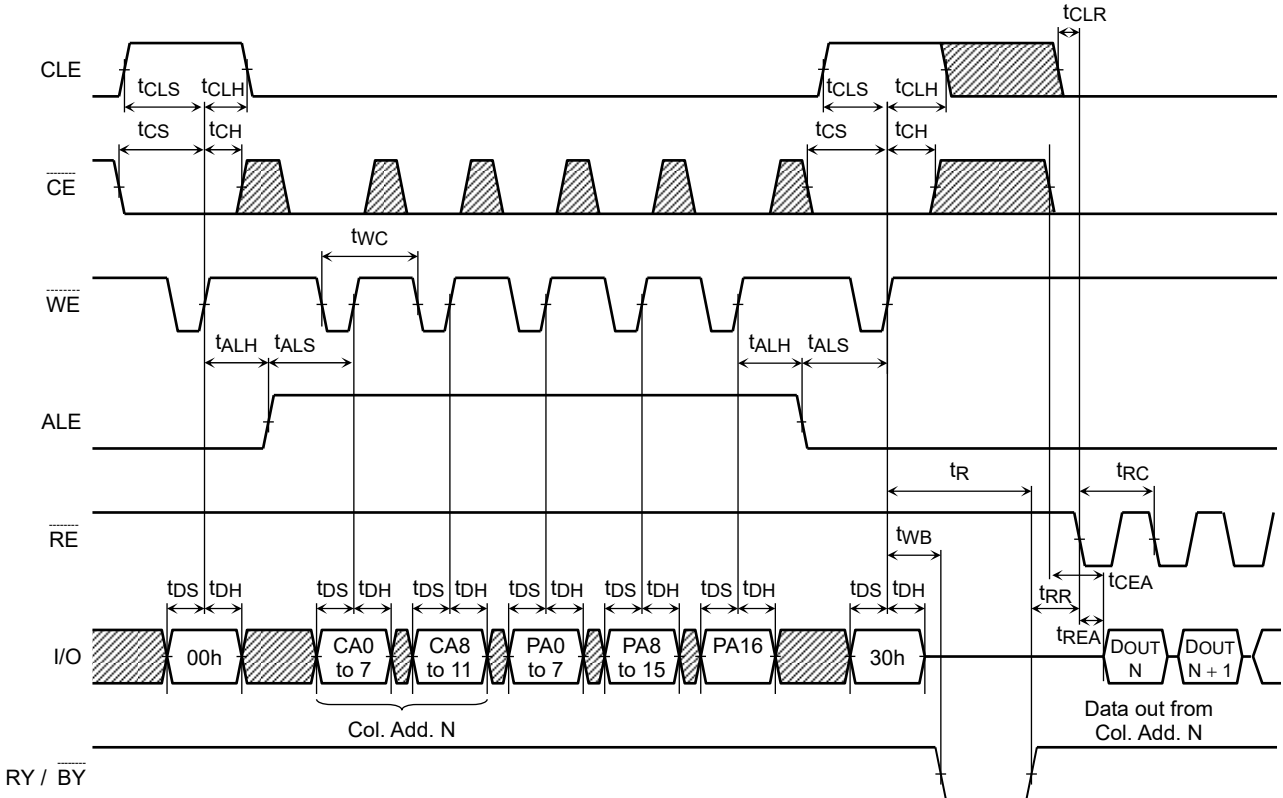 tCLR
CLE
tCLS tCLH tCLS tCLH
tCS tCH tCS tCH
CE
tWC
WE
tALH tALS tALH tALS
ALE
tR tRC
RE
tWB
tDS tDH tDS tDH tDS tDH tDS tDH tDS tDH tDS tDH tDS tDH tRR tCEA
tREA
I/O 00h CA0 to 7 CA8 to 11 PA0 to 7 PA8 to 15 PA16 30h DOUT N DOUT N + 1
Col. Add. N
Data out from
Col. Add. N
RY / BY